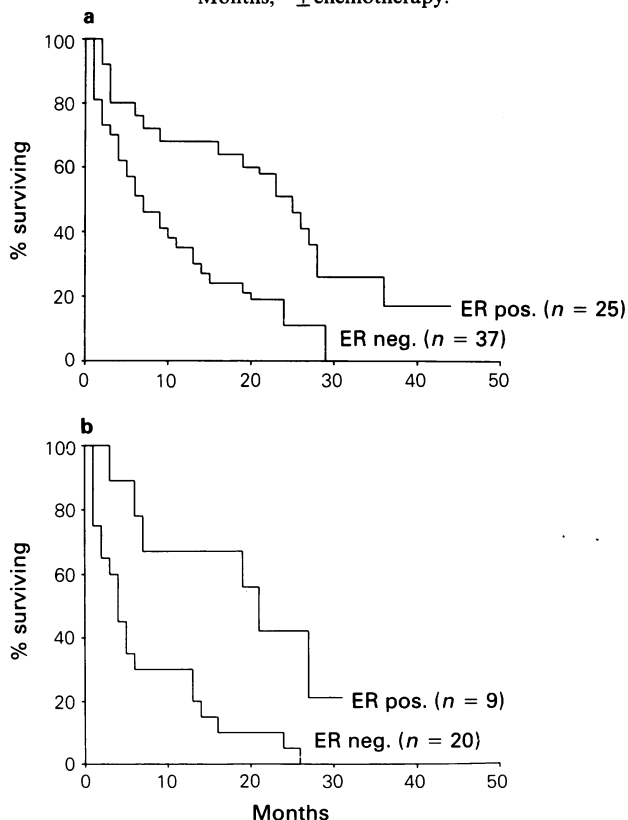 Months, ±chemotherapy.
a
100
80
60
40
20
0
% surviving
ER pos. (n = 25)
ER neg. (n = 37)
0 10 20 30 40 50
b
100
80
60
40
20
0
% surviving
ER pos. (n = 9)
ER neg. (n = 20)
0 10 20 30 40 50
Months